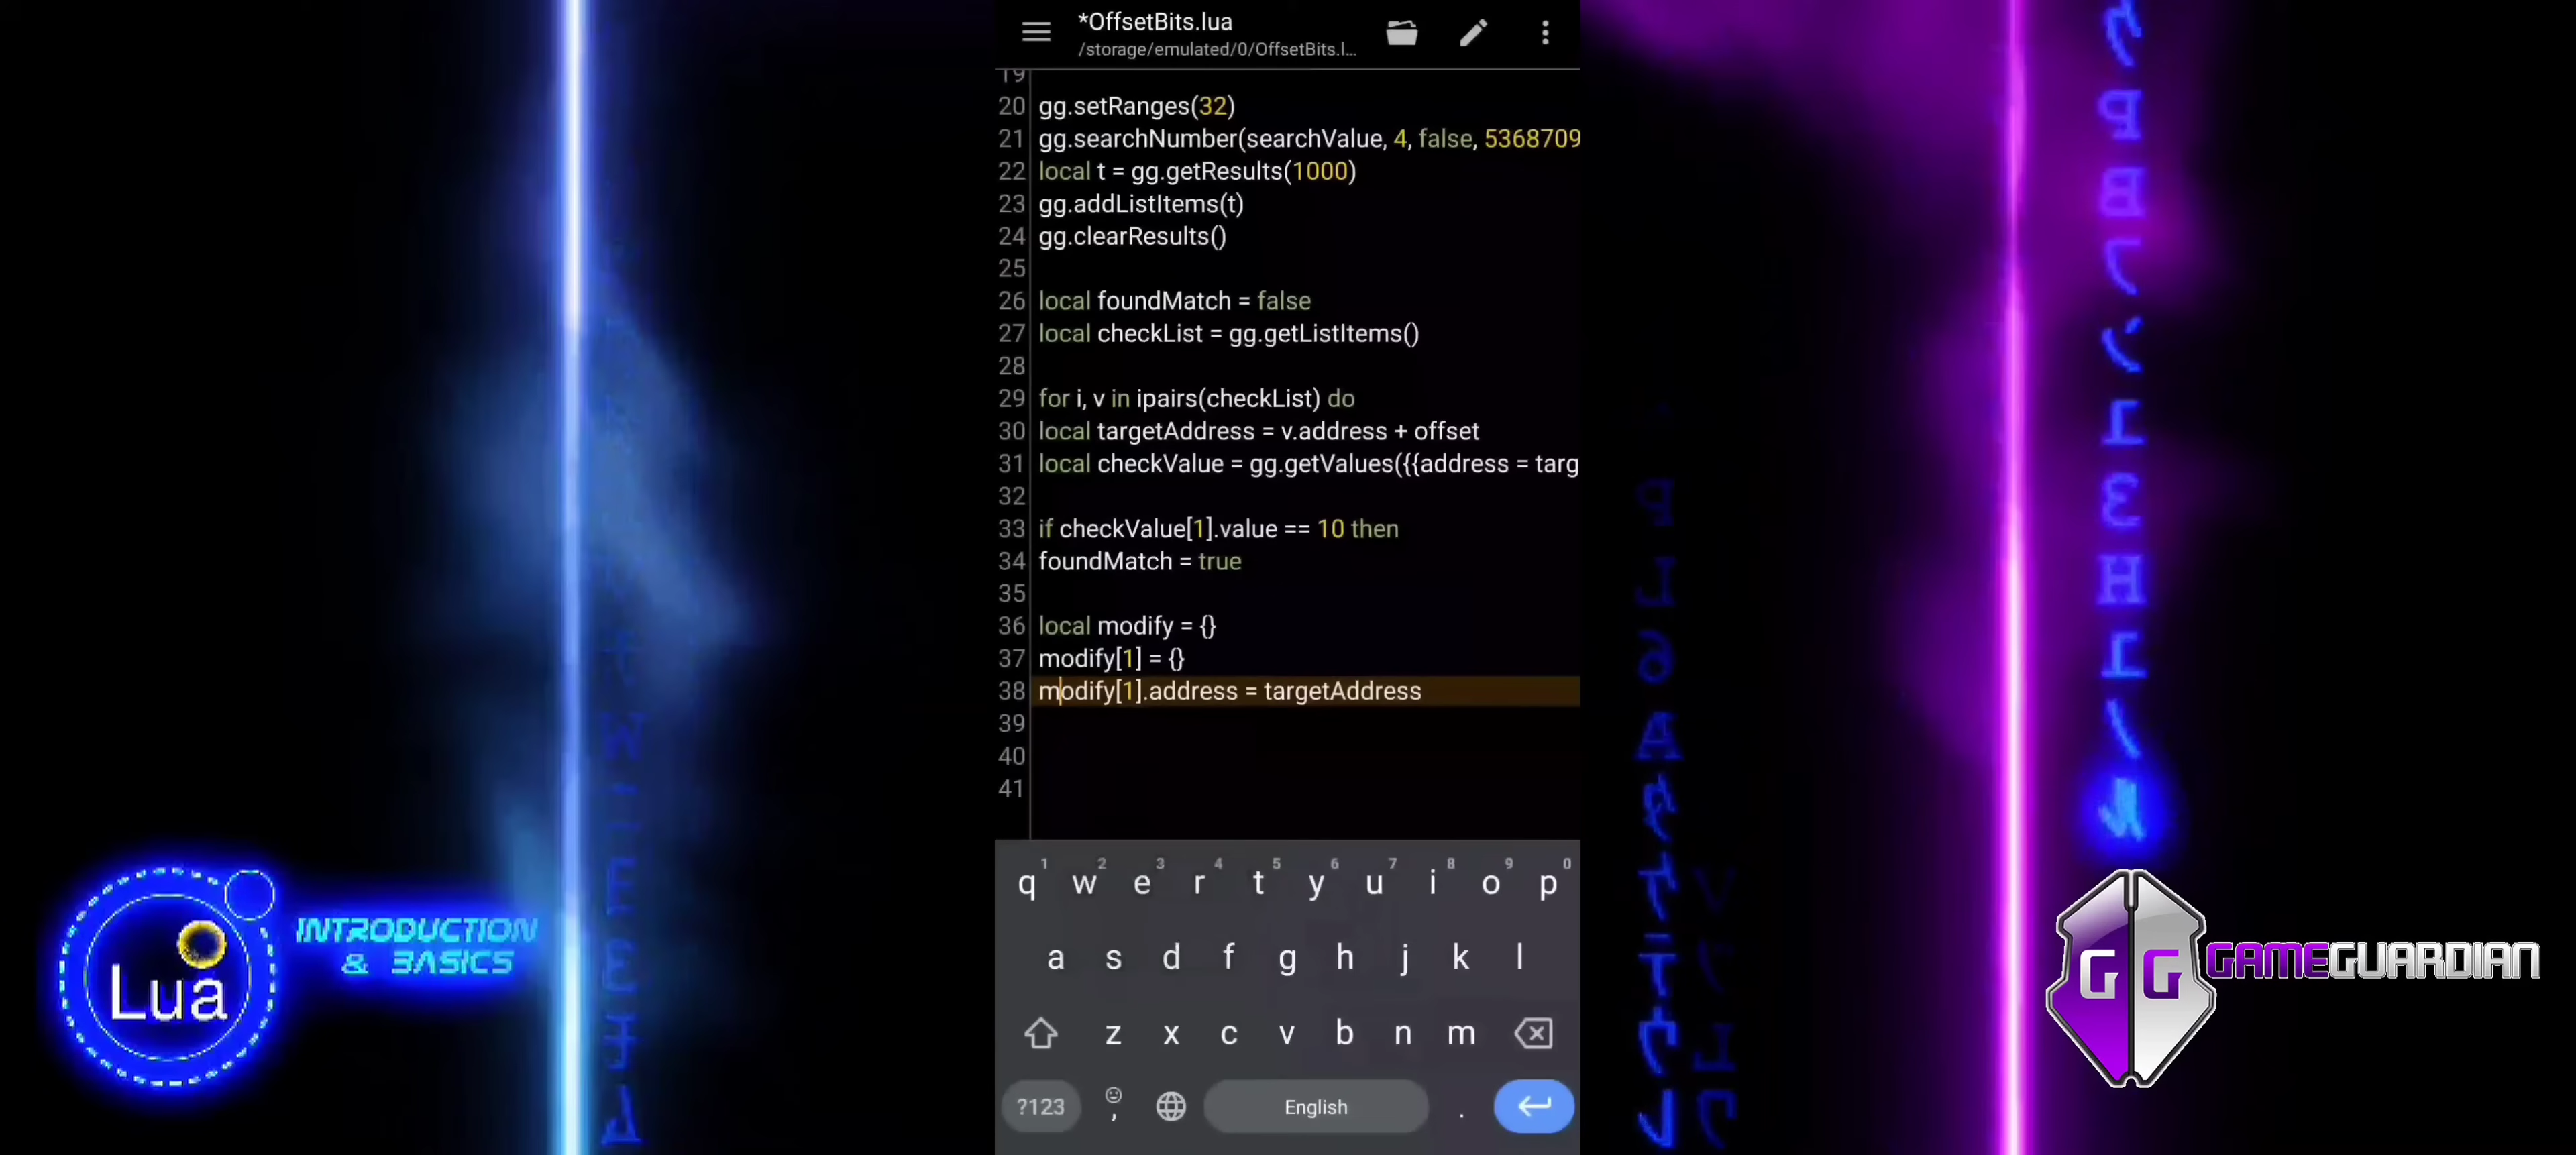 *OffsetBits.lua
/storage/emulated/0/OffsetBits.l...
19
20 gg.setRanges(32)
21 gg.searchNumber(searchValue, 4, false, 5368709
22 local t = gg.getResults(1000)
23 gg.addListItems(t)
24 gg.clearResults()
25
26 local foundMatch = false
27 local checkList = gg.getListItems()
28
29 for i, v in ipairs(checkList) do
30 local targetAddress = v.address + offset
31 local checkValue = gg.getValues({{address = targ
32
33 if checkValue[1].value == 10 then
34 foundMatch = true
35
36 local modify = {}
37 modify[1] = {}
38 modify[1].address = targetAddress
39
40
41
1 2 3 4 5 6 7 8 9 0
q w e r t y u i o p
a s d f g h j k l
z x c v b n m
?123 , English .
Lua
INTRODUCTION
& BASICS
GG GAMEGUARDIAN